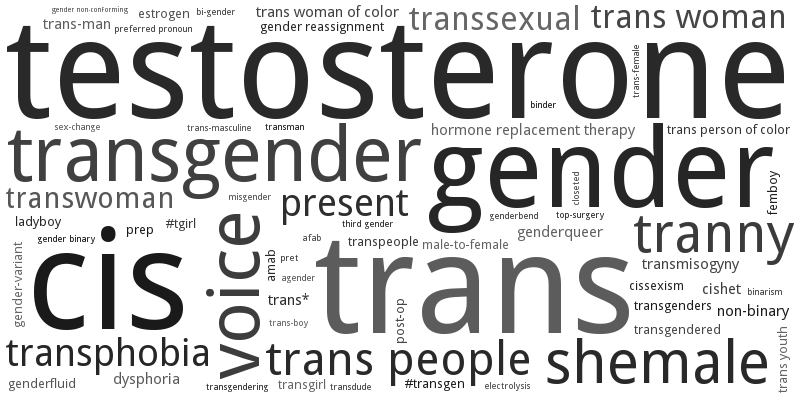 gender non-conforming
estrogen
bi-gender
trans woman of color
transsexual
trans woman
trans-man
preferred pronoun
gender reassignment
testosterone
trans-female
binder
sex-change
trans-masculine
transman
hormone replacement therapy
trans person of color
transgender
gender
transwoman
misgender
present
closeted
femboy
ladyboy
prep
#tgirl
third gender
genderbend
top-surgery
gender binary
voice
afab
transpeople
male-to-female
genderqueer
tranny
gender-variant
cis
amab
pret
agender
trans
transmisogyny
trans*
cissexism
cishet
binarism
trans-boy
post-op
transgenders
non-binary
transgendered
transphobia
trans people
shemale
trans youth
genderfluid
dysphoria
transgendering
transgirl
transdude
#transgen
electrolysis